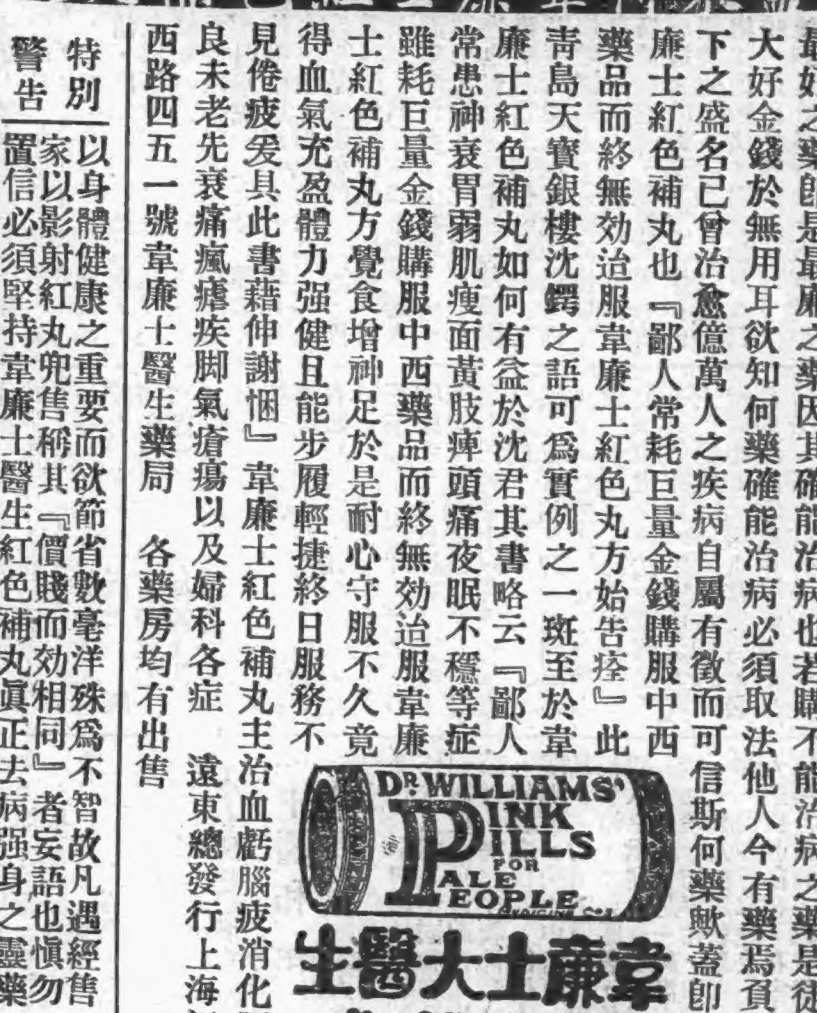 最好之藥卽是最廉之藥因其確能治病也若購不能治病之藥是徒
大好金錢於無用耳欲知何藥確能治病必須取法他人今有藥焉負
下之盛名已曾治愈億萬人之疾病自屬有徵而可信斯何藥歟蓋卽
廉士紅色補丸也『鄙人常耗巨量金錢購服中西
藥品而終無効迨服韋廉士紅色丸方始告痊』此
靑島天寶銀樓沈鍔之語可爲實例之一斑至於韋
廉士紅色補丸如何有益於沈君其書略云『鄙人
常患神衰胃弱肌瘦面黃肢痺頭痛夜眠不穩等症
雖耗巨量金錢購服中西藥品而終無効迨服韋廉
士紅色補丸方覺食增神足於是耐心守服不久竟
得血氣充盈體力强健且能步履輕捷終日服務不
見倦疲爰具此書藉伸謝悃』韋廉士紅色補丸主治血虧腦疲消化
良未老先衰痛瘋瘧疾脚氣瘡瘍以及婦科各症 遠東總發行上海
西路四五一號韋廉士醫生藥局 各藥房均有出售
DR. WILLIAMS'
PINK
PILLS
FOR
PALE
PEOPLE
MEDICINE Co.
韋廉士大醫生
特別
警告
以身體健康之重要而欲節省數毫洋殊爲不智故凡遇經售
家以影射紅丸兜售稱其『價賤而効相同』者妄語也愼勿
置信必須堅持韋廉士醫生紅色補丸眞正去病强身之靈藥